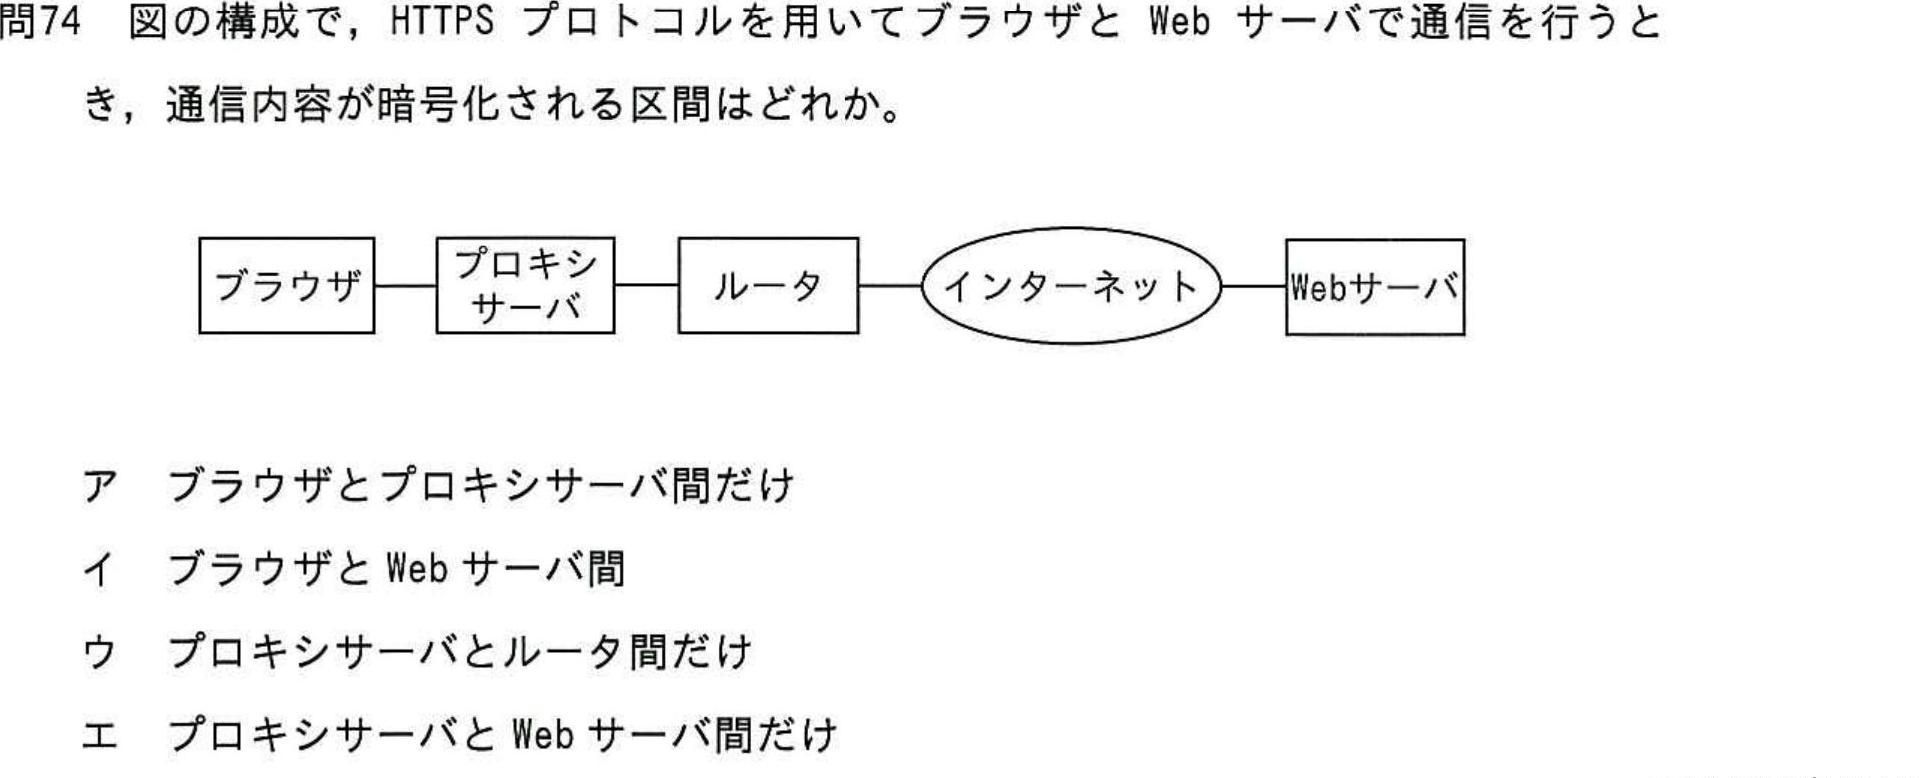 問74　図の構成で，HTTPS プロトコルを用いてブラウザと Web サーバで通信を行うと
き，通信内容が暗号化される区間はどれか。
ブラウザ
プロキシ
サーバ
ルータ
インターネット
Webサーバ
ア　ブラウザとプロキシサーバ間だけ
イ　ブラウザと Web サーバ間
ウ　プロキシサーバとルータ間だけ
エ　プロキシサーバと Web サーバ間だけ